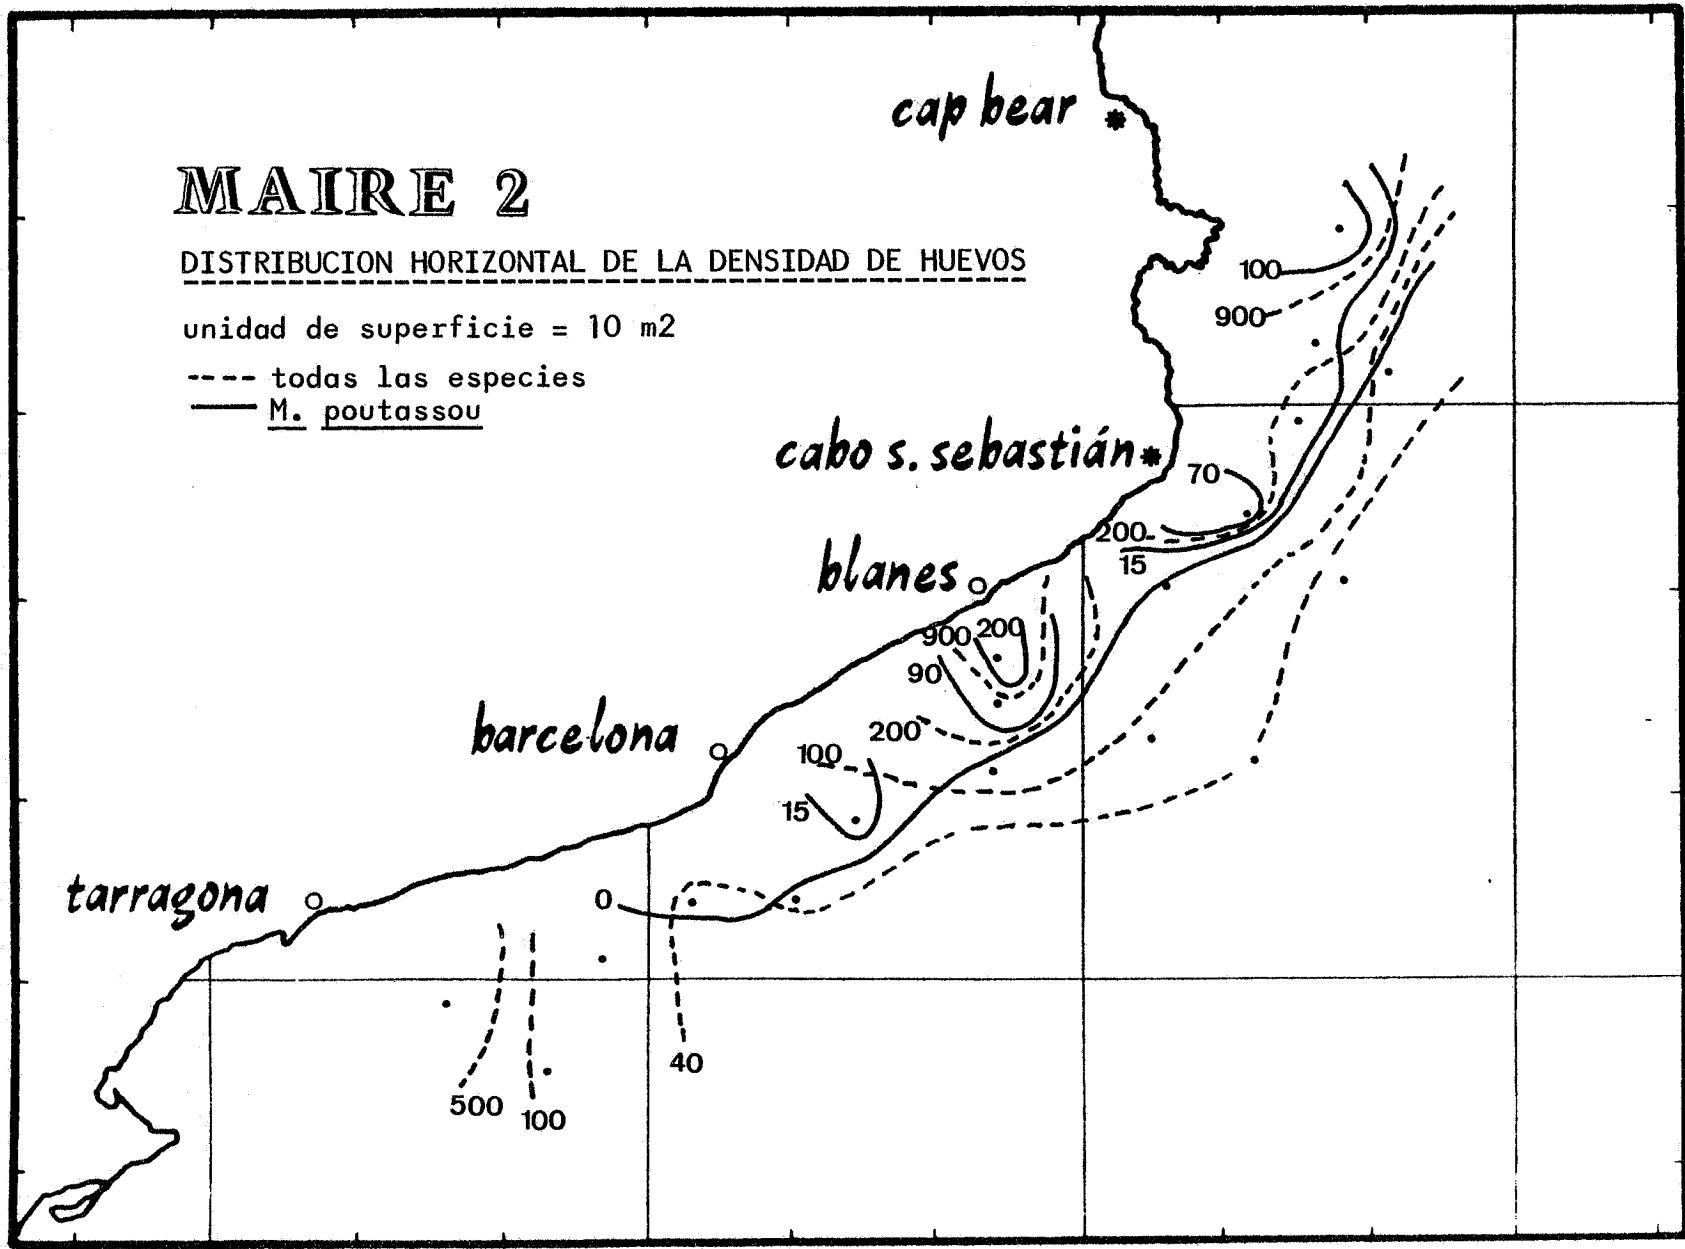 cap bear
MAIRE 2
DISTRIBUCION HORIZONTAL DE LA DENSIDAD DE HUEVOS
unidad de superficie = 10 m2
---- todas las especies
—— M. poutassou
100
900
cabo s. sebastián
70
200
15
blanes
900 200
90
barcelona
200
100
15
tarragona
0
40
500
100